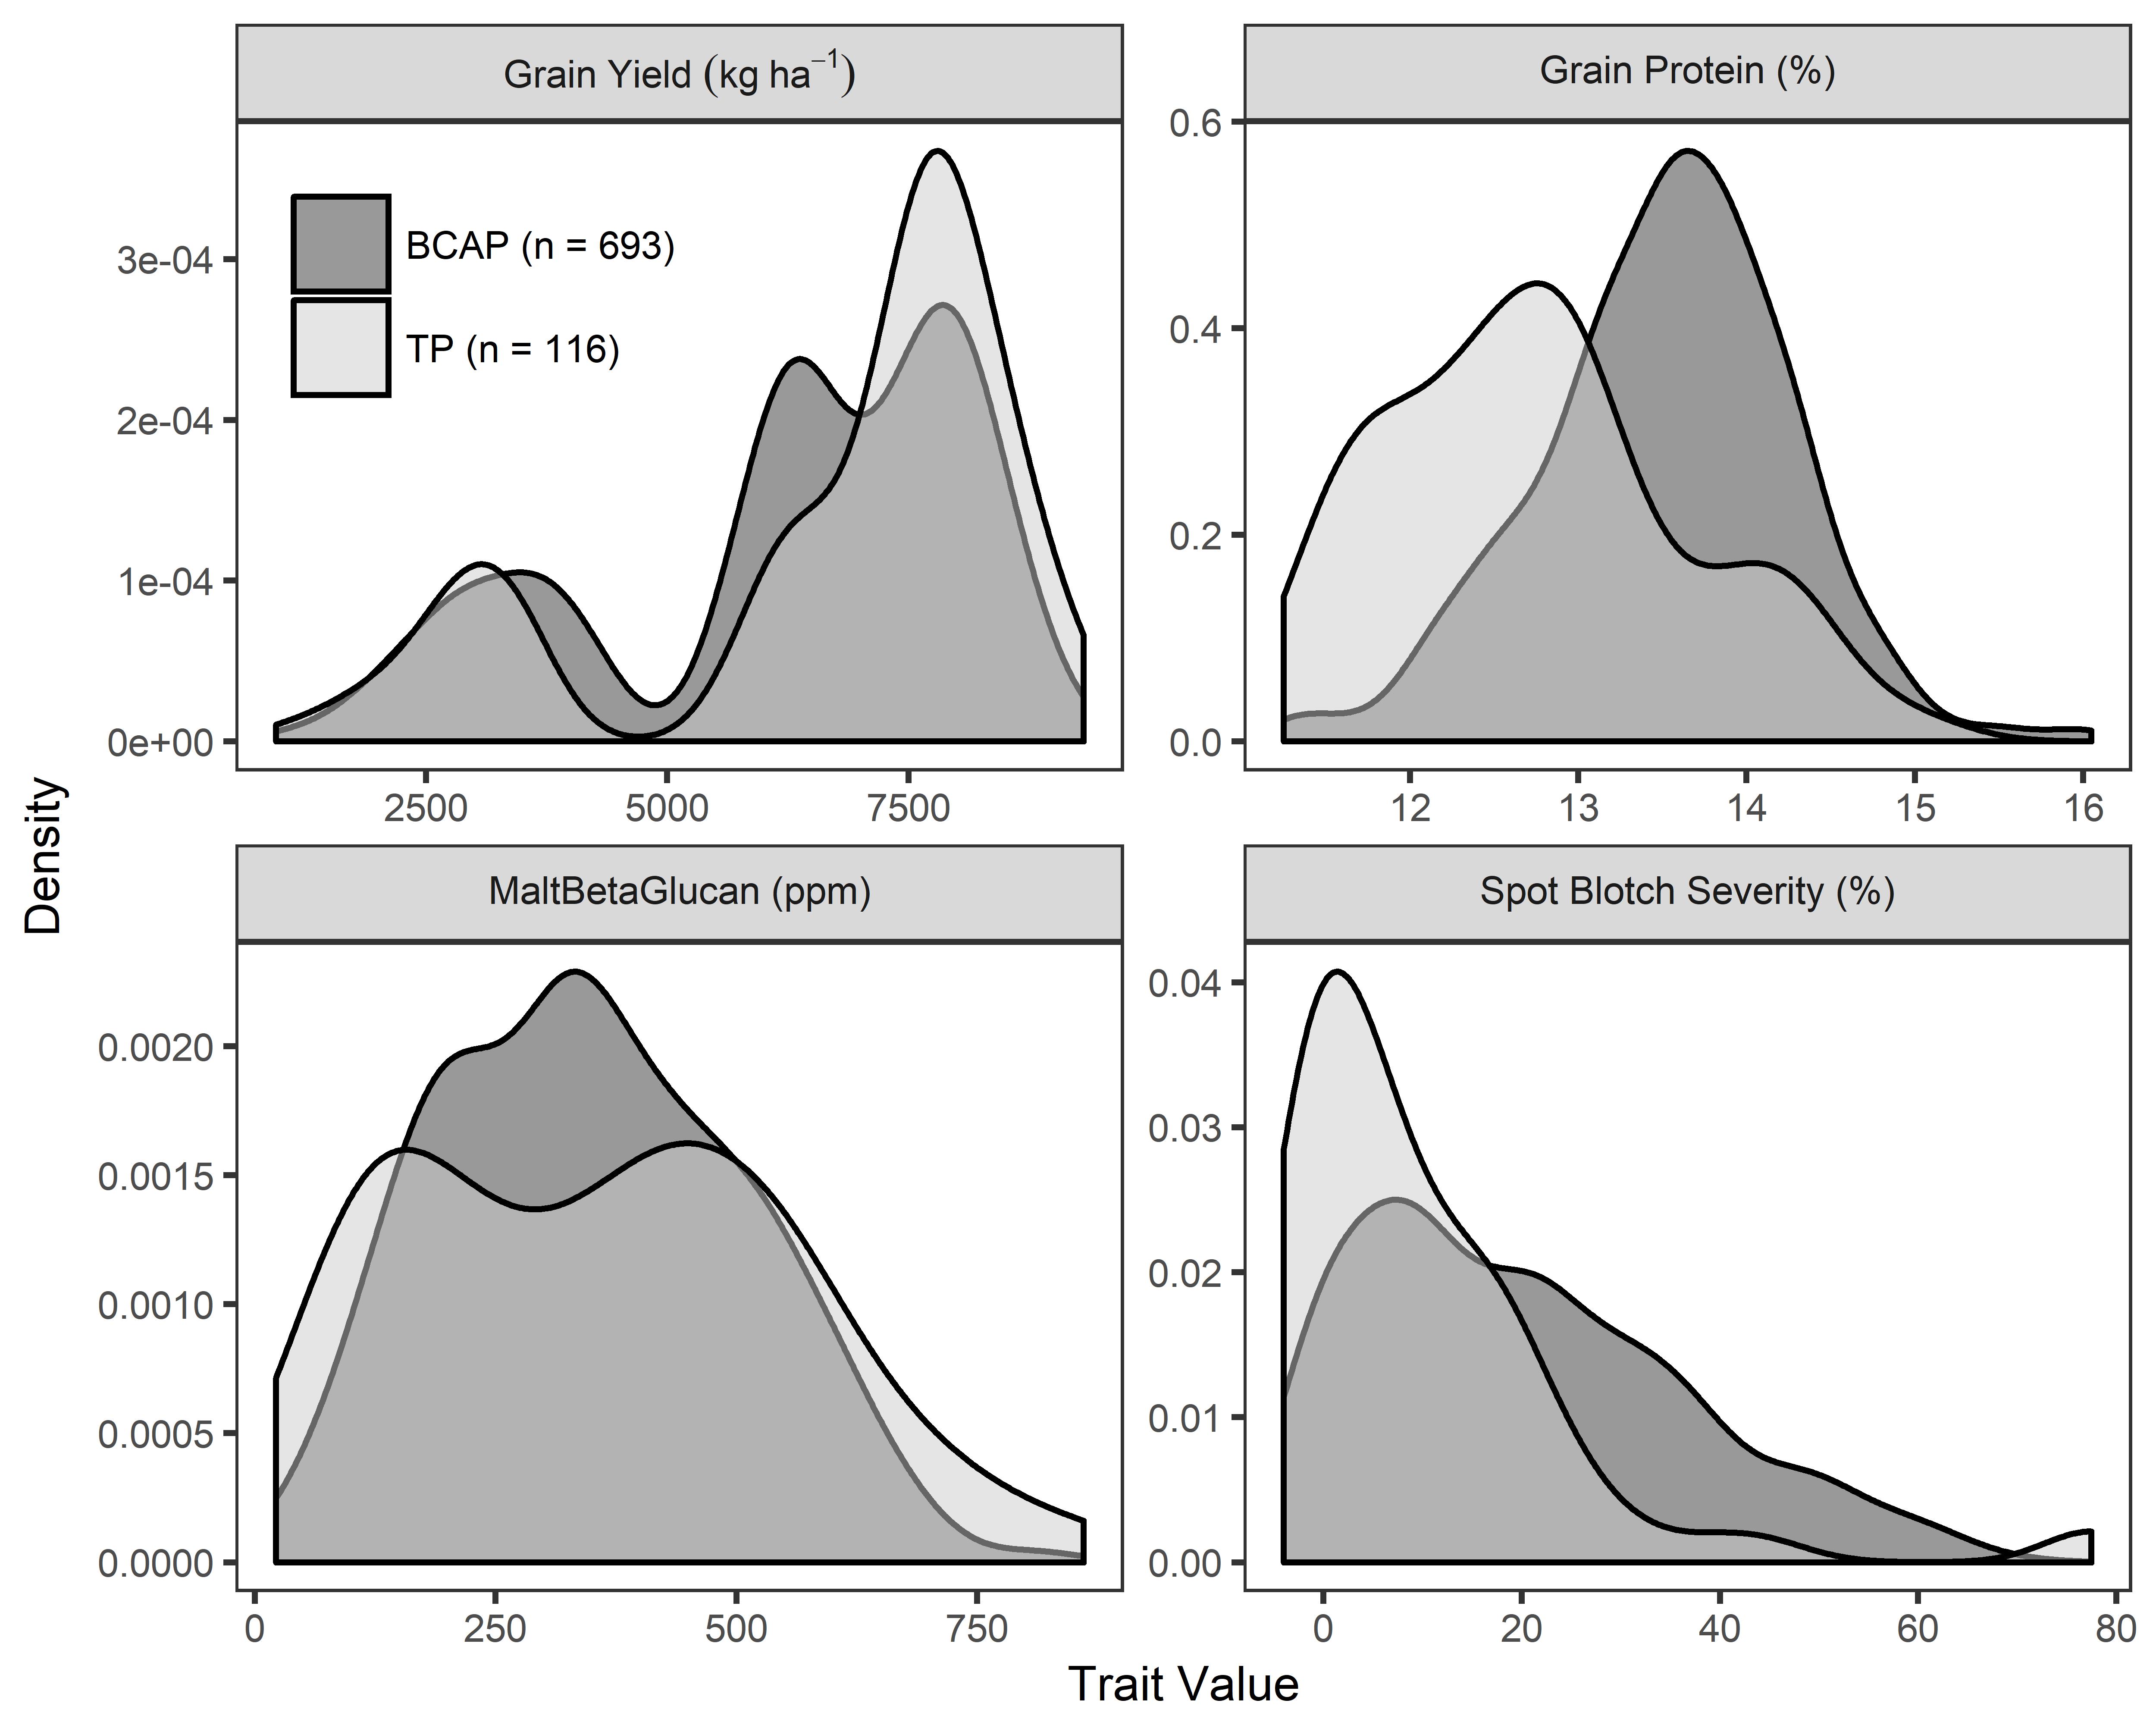 Grain Yield (kg ha⁻¹)
Grain Protein (%)
BCAP (n = 693)
TP (n = 116)
3e-04
2e-04
1e-04
0e+00
2500 5000 7500
0.6
0.4
0.2
0.0
12 13 14 15 16
Density
MaltBetaGlucan (ppm)
Spot Blotch Severity (%)
0.0020
0.0015
0.0010
0.0005
0.0000
0 250 500 750
0.04
0.03
0.02
0.01
0.00
0 20 40 60 80
Trait Value